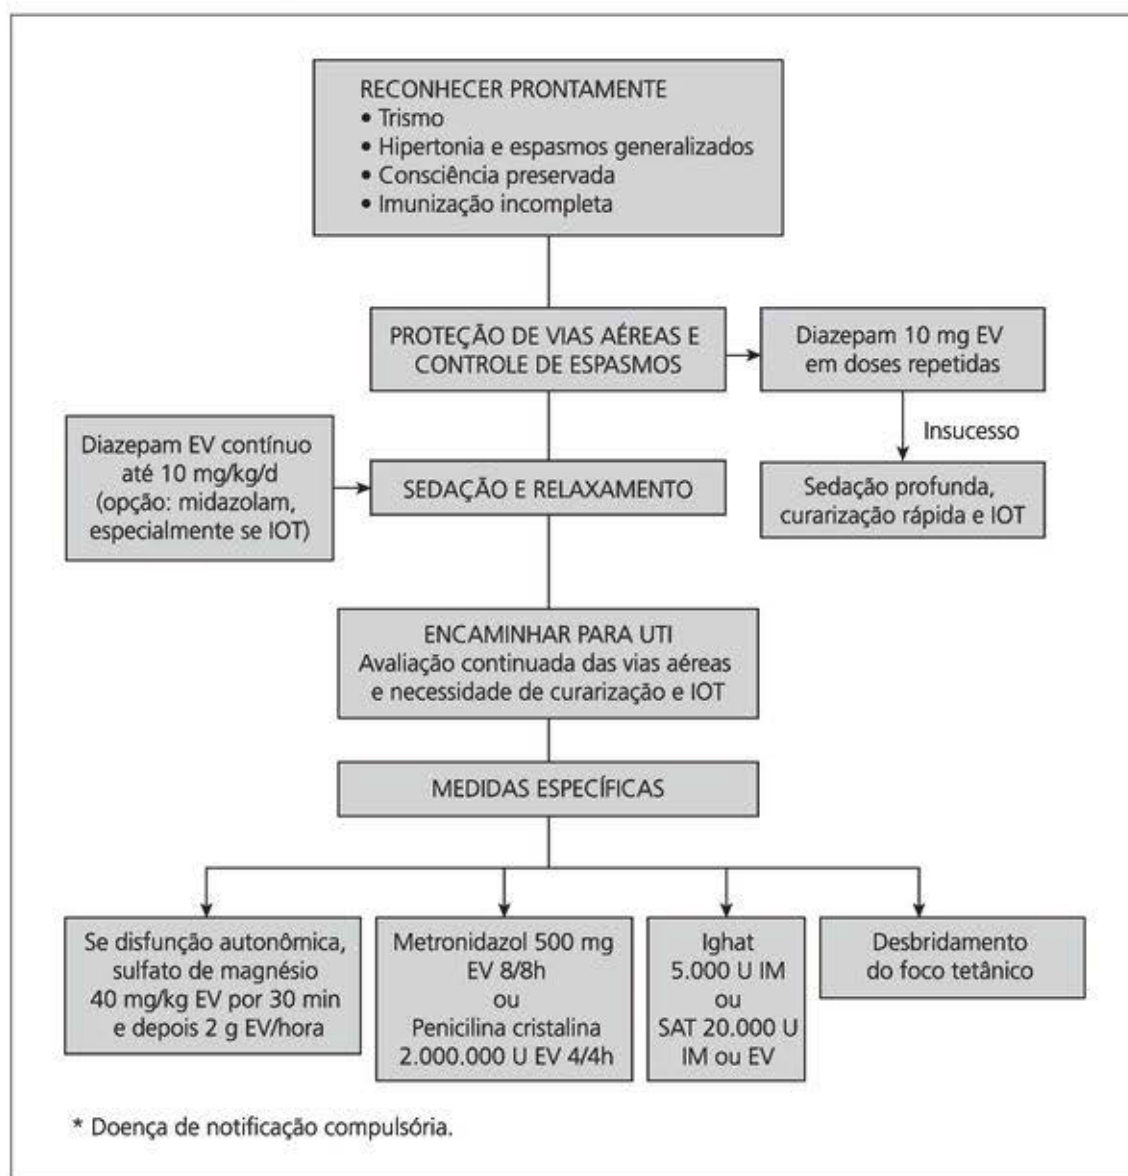 RECONHECER PRONTAMENTE
• Trismo
• Hipertonia e espasmos generalizados
• Consciência preservada
• Imunização incompleta
PROTEÇÃO DE VIAS AÉREAS E
CONTROLE DE ESPASMOS
Diazepam 10 mg EV
em doses repetidas
Insucesso
Diazepam EV contínuo
até 10 mg/kg/d
(opção: midazolam,
especialmente se IOT)
SEDAÇÃO E RELAXAMENTO
Sedação profunda,
curarização rápida e IOT
ENCAMINHAR PARA UTI
Avaliação continuada das vias aéreas
e necessidade de curarização e IOT
MEDIDAS ESPECÍFICAS
Se disfunção autonômica,
sulfato de magnésio
40 mg/kg EV por 30 min
e depois 2 g EV/hora
Metronidazol 500 mg
EV 8/8h
ou
Penicilina cristalina
2.000.000 U EV 4/4h
Ighat
5.000 U IM
ou
SAT 20.000 U
IM ou EV
Desbridamento
do foco tetânico
* Doença de notificação compulsória.